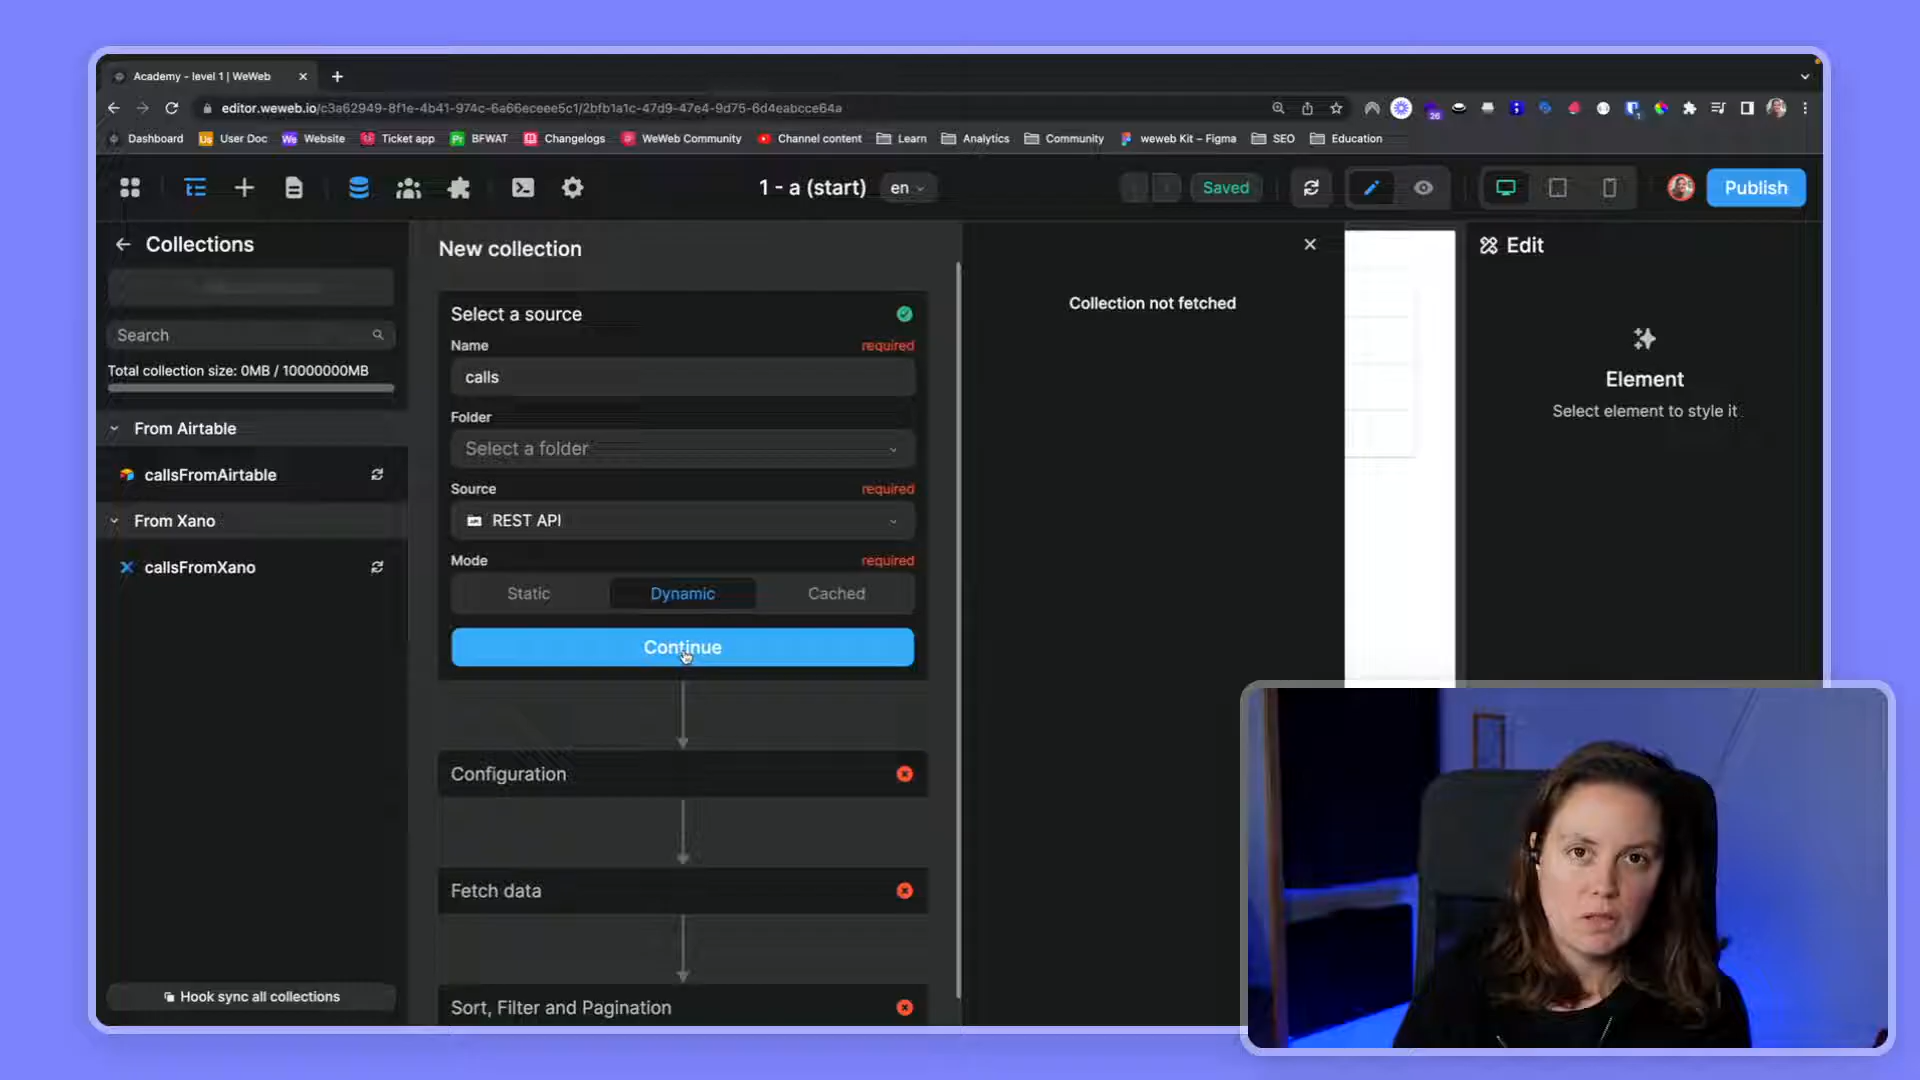 Academy - level 1 | WeWeb
editor.weweb.io/c3a62949-8f1e-4b41-974c-6a66eceee5c1/2bfb1a1c-47d9-47e4-9d75-6d4eabcce64a
26
Dashboard User Doc Website Ticket app BFWAT Changelogs WeWeb Community Channel content Learn Analytics Community weweb Kit – Figma SEO Education
1 - a (start) en Saved Publish
Collections
Search
Total collection size: 0MB / 10000000MB
From Airtable
callsFromAirtable
From Xano
callsFromXano
Hook sync all collections
New collection
Select a source
Name required
calls
Folder
Select a folder
Source required
REST API
Mode required
Static Dynamic Cached
Continue
Configuration
Fetch data
Sort, Filter and Pagination
Collection not fetched
Edit
Element
Select element to style it